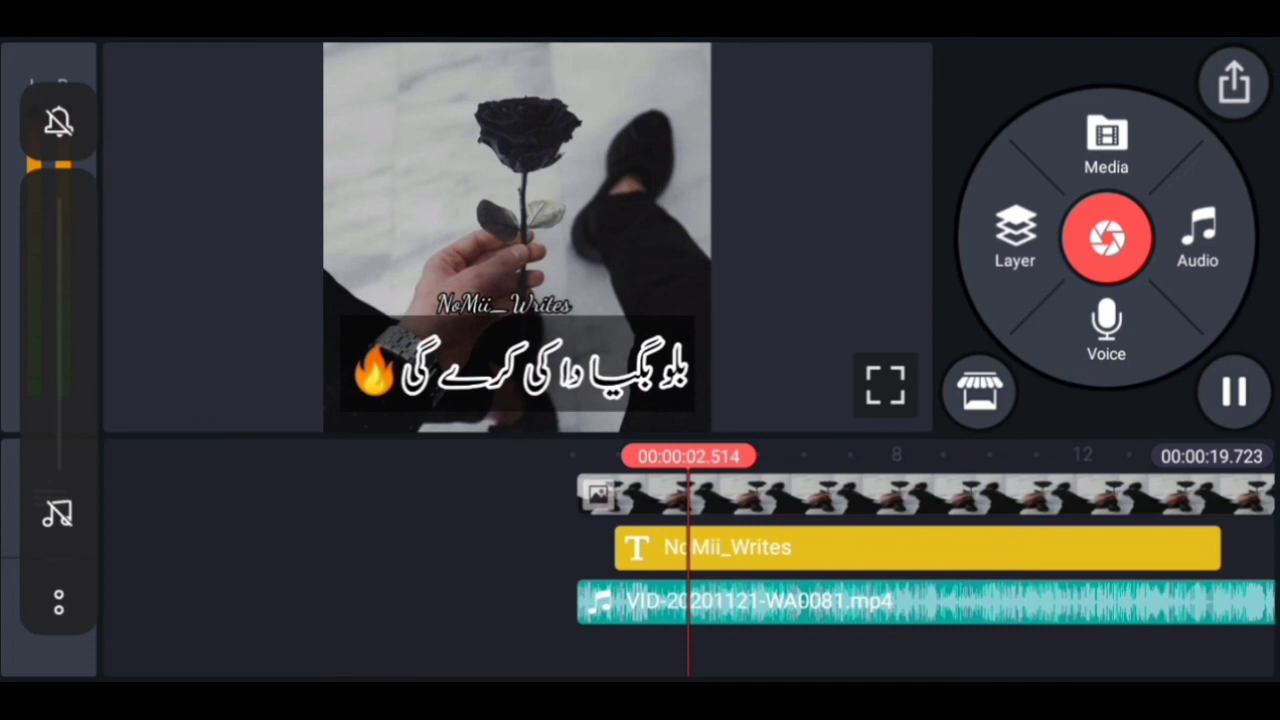 Media
Layer
Audio
Voice
NoMii_Writes
بلو بگیا دا کی کرے گی🔥
00:00:02.514
8
12
00:00:19.723
T NoMii_Writes
VID-20201121-WA0081.mp4